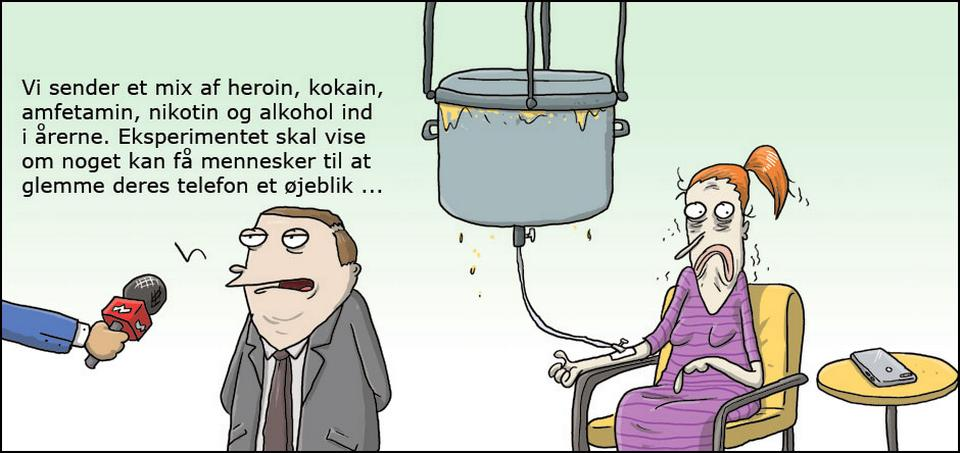 Vi sender et mix af heroin, kokain,
amfetamin, nikotin og alkohol ind
i årerne. Eksperimentet skal vise
om noget kan få mennesker til at
glemme deres telefon et øjeblik ...